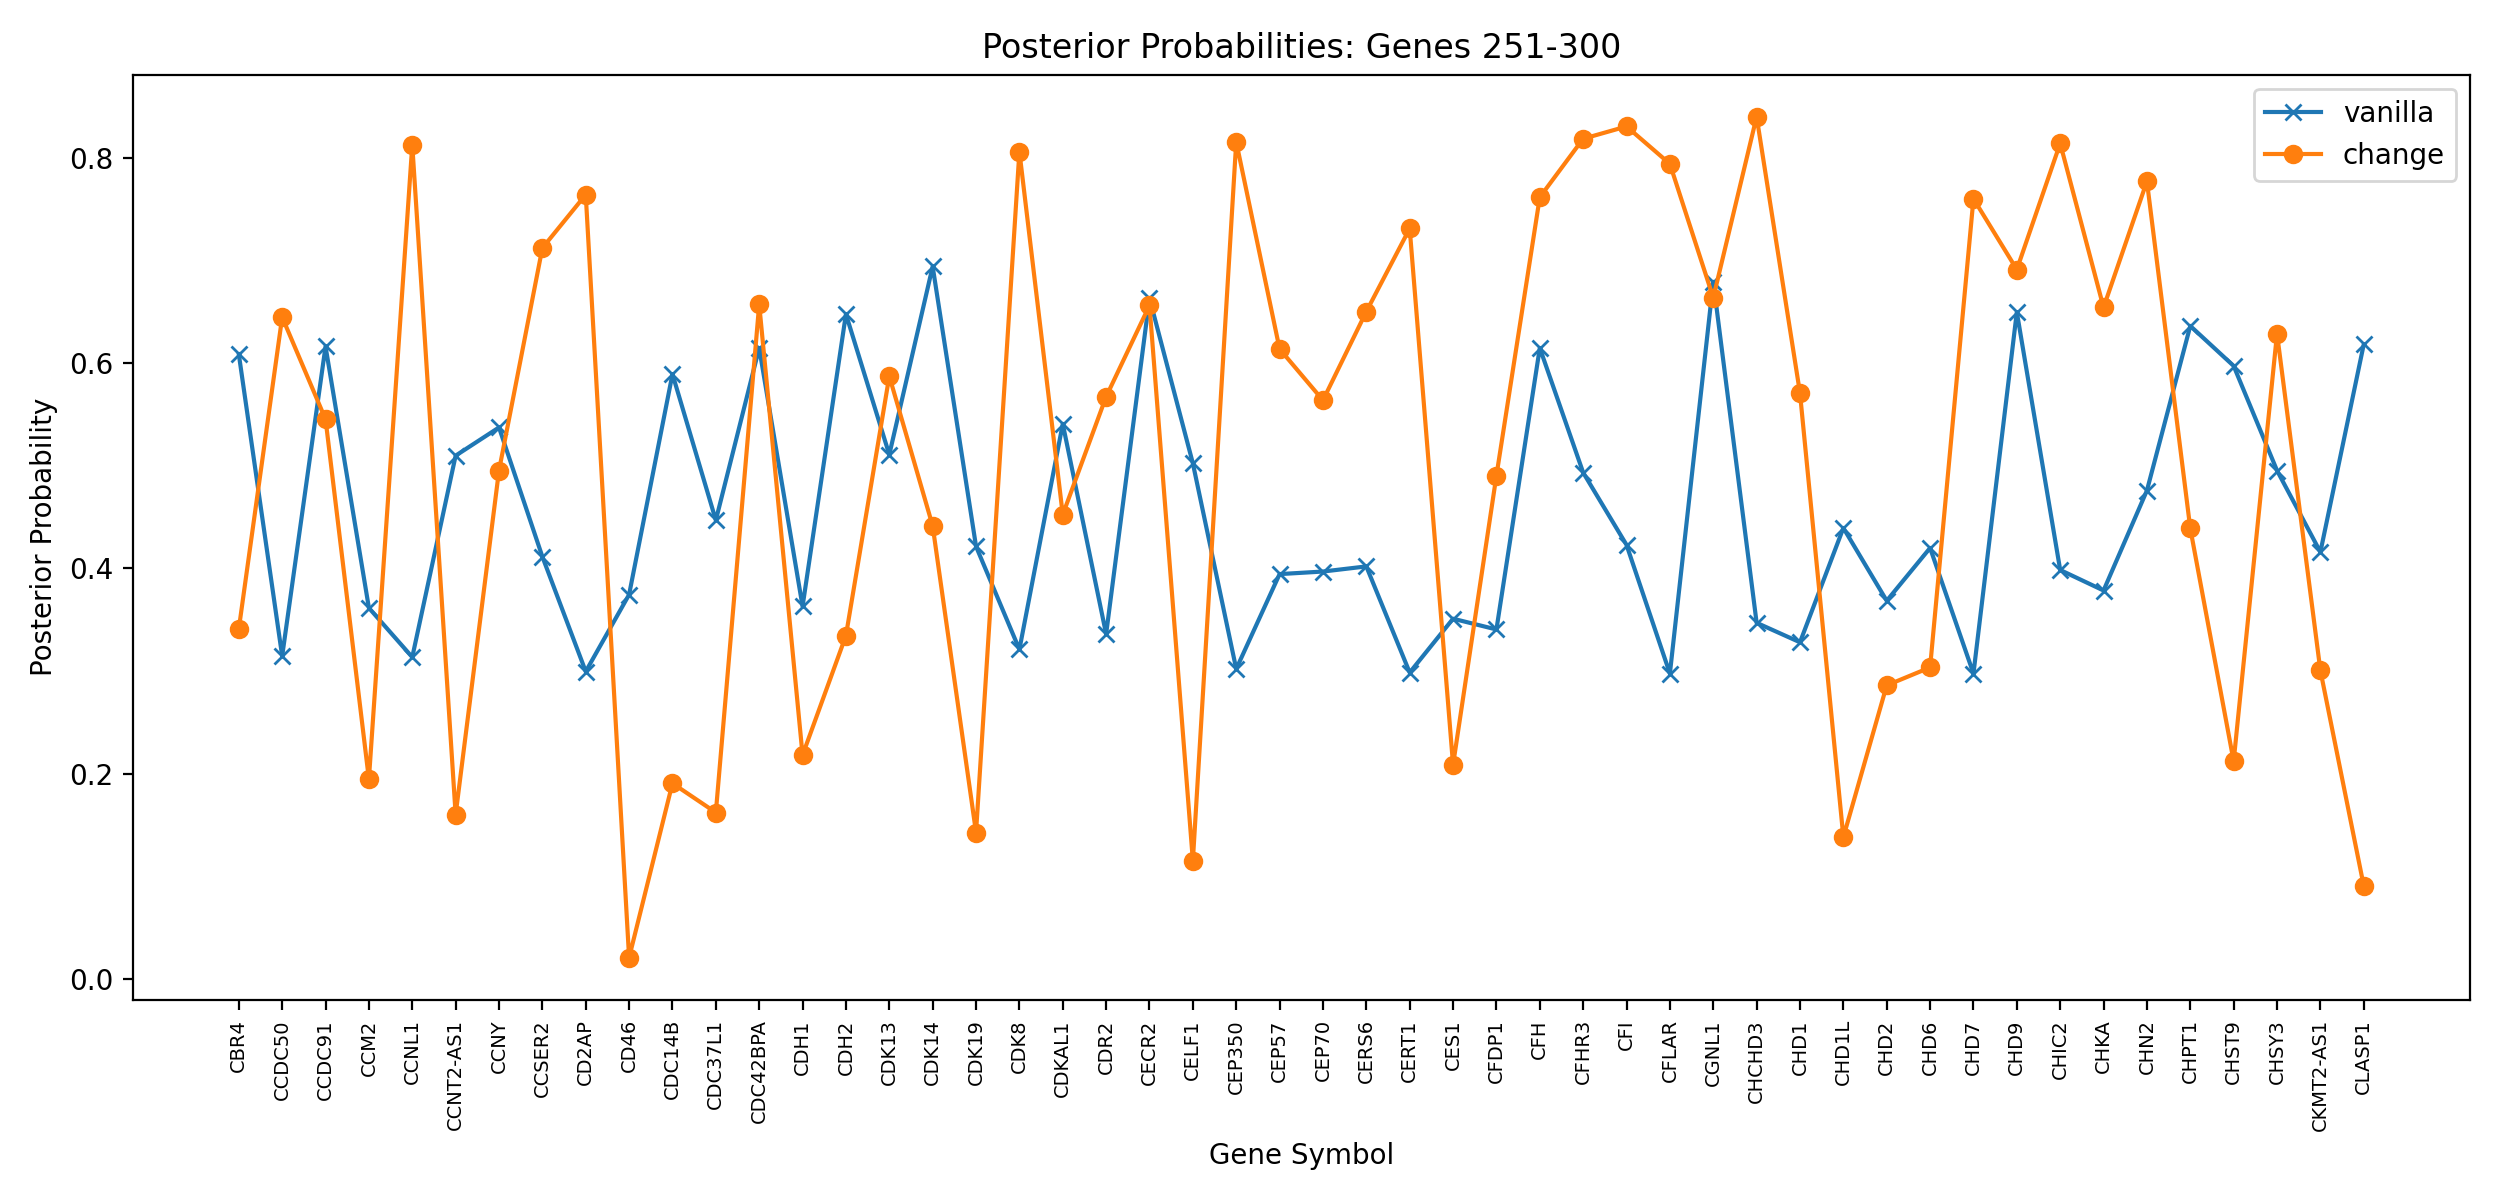 Posterior Probabilities: Genes 251-300
vanilla
change
Posterior Probability
0.8
0.6
0.4
0.2
0.0
CBR4
CCDC50
CCDC91
CCM2
CCNL1
CCNT2-AS1
CCNY
CCSER2
CD2AP
CD46
CDC14B
CDC37L1
CDC42BPA
CDH1
CDH2
CDK13
CDK14
CDK19
CDK8
CDKAL1
CDR2
CECR2
CELF1
CEP350
CEP57
CEP70
CERS6
CERT1
CES1
CFDP1
CFH
CFHR3
CFI
CFLAR
CGNL1
CHCHD3
CHD1
CHD1L
CHD2
CHD6
CHD7
CHD9
CHIC2
CHKA
CHN2
CHPT1
CHST9
CHSY3
CKMT2-AS1
CLASP1
Gene Symbol